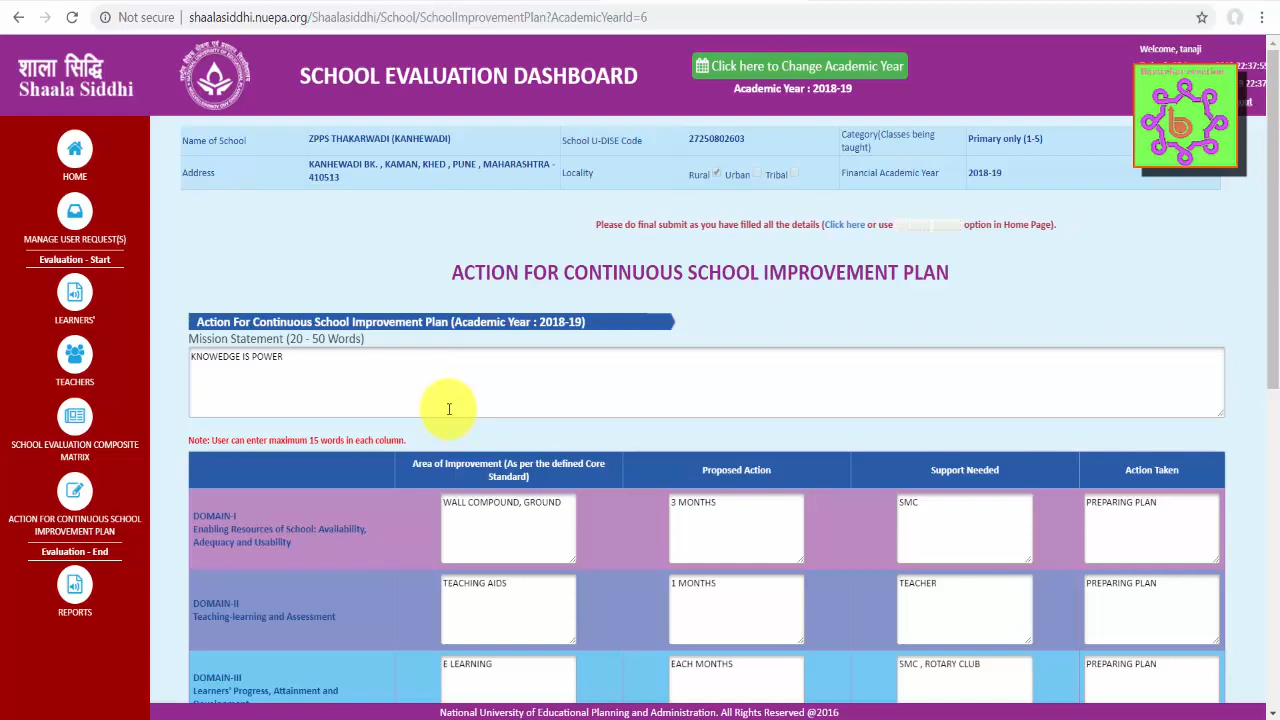 Not secure | shaalasiddhi.nuepa.org/Shaalasiddhi/School/SchoolImprovementPlan?AcademicYearId=6
शाला सिद्धि
Shaala Siddhi
SCHOOL EVALUATION DASHBOARD
Click here to Change Academic Year
Academic Year : 2018-19
Welcome, tanaji
HOME
MANAGE USER REQUEST(S)
Evaluation - Start
LEARNERS'
TEACHERS
SCHOOL EVALUATION COMPOSITE
MATRIX
ACTION FOR CONTINUOUS SCHOOL
IMPROVEMENT PLAN
Evaluation - End
REPORTS
Name of School ZPPS THAKARWADI (KANHEWADI) School U-DISE Code 27250802603 Category(Classes being taught) Primary only (1-5)
Address KANHEWADI BK. , KAMAN, KHED , PUNE , MAHARASHTRA - 410513 Locality Rural Urban Tribal Financial Academic Year 2018-19
Please do final submit as you have filled all the details (Click here or use option in Home Page).
ACTION FOR CONTINUOUS SCHOOL IMPROVEMENT PLAN
Action For Continuous School Improvement Plan (Academic Year : 2018-19)
Mission Statement (20 - 50 Words)
KNOWEDGE IS POWER
Note: User can enter maximum 15 words in each column.
Area of Improvement (As per the defined Core Standard) Proposed Action Support Needed Action Taken
DOMAIN-I
Enabling Resources of School: Availability,
Adequacy and Usability
WALL COMPOUND, GROUND 3 MONTHS SMC PREPARING PLAN
DOMAIN-II
Teaching-learning and Assessment
TEACHING AIDS 1 MONTHS TEACHER PREPARING PLAN
DOMAIN-III
Learners' Progress, Attainment and
E LEARNING EACH MONTHS SMC , ROTARY CLUB PREPARING PLAN
National University of Educational Planning and Administration. All Rights Reserved @2016